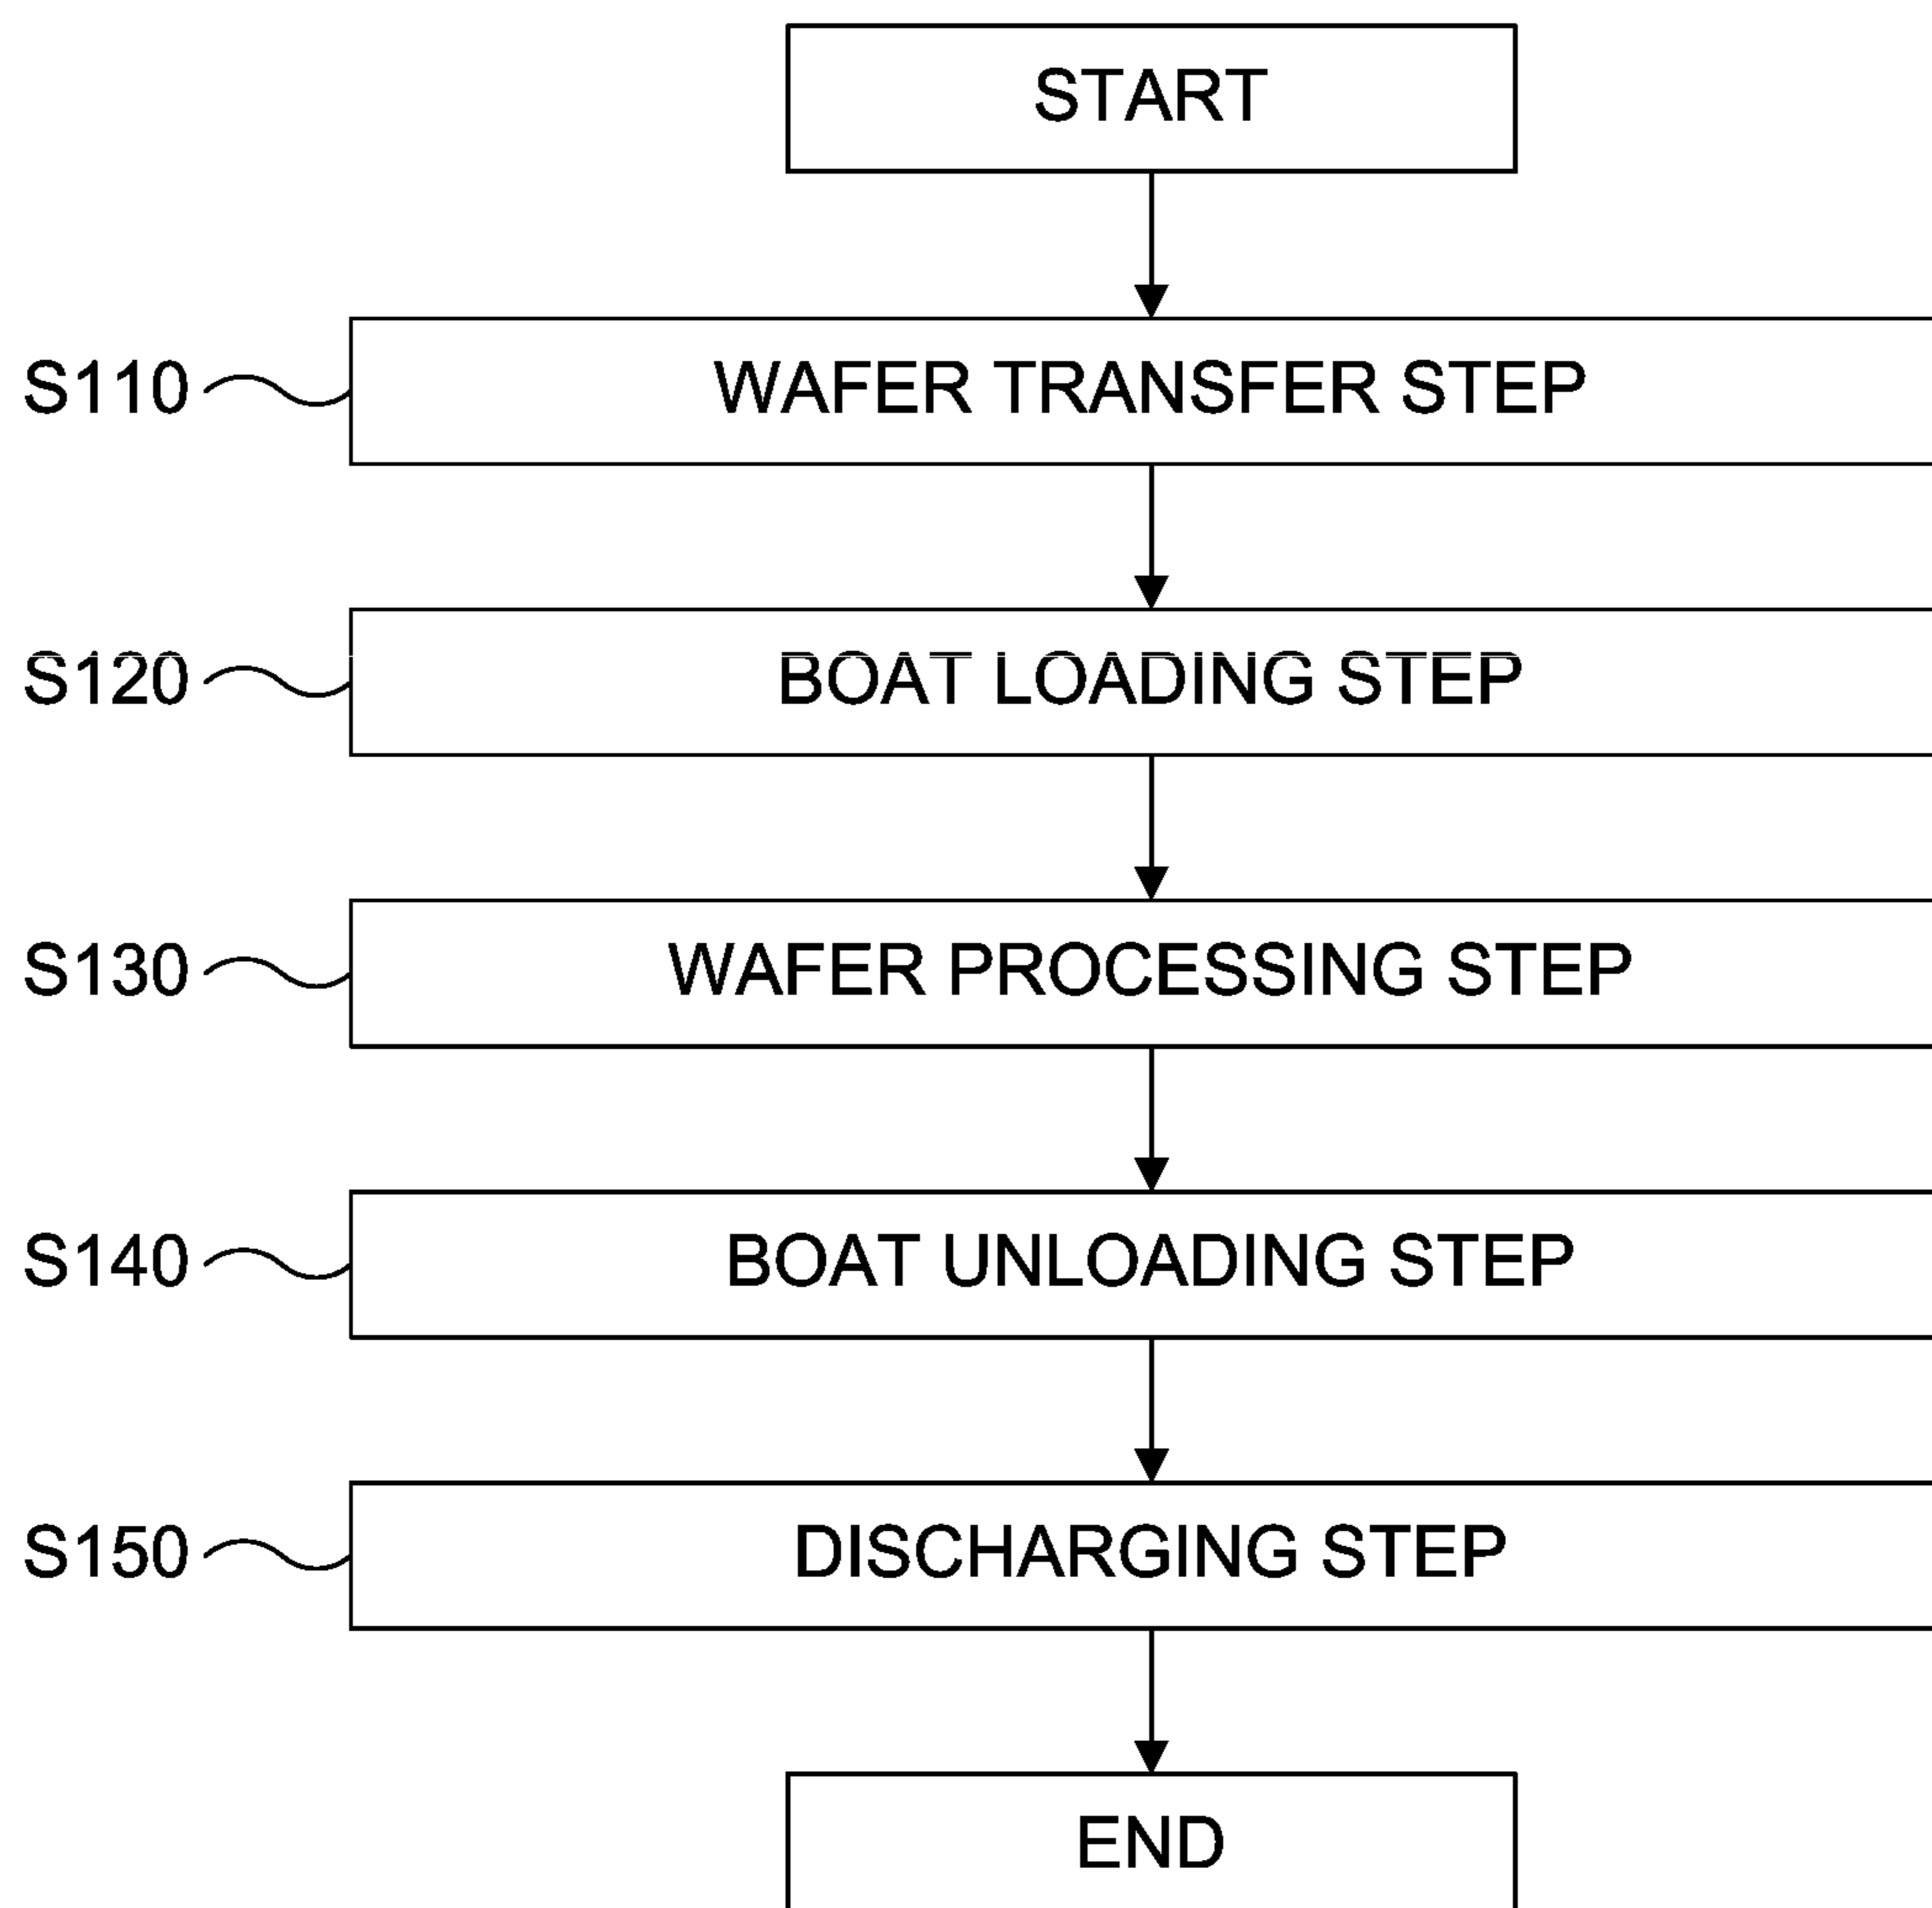 START
S110 WAFER TRANSFER STEP
S120 BOAT LOADING STEP
S130 WAFER PROCESSING STEP
S140 BOAT UNLOADING STEP
S150 DISCHARGING STEP
END